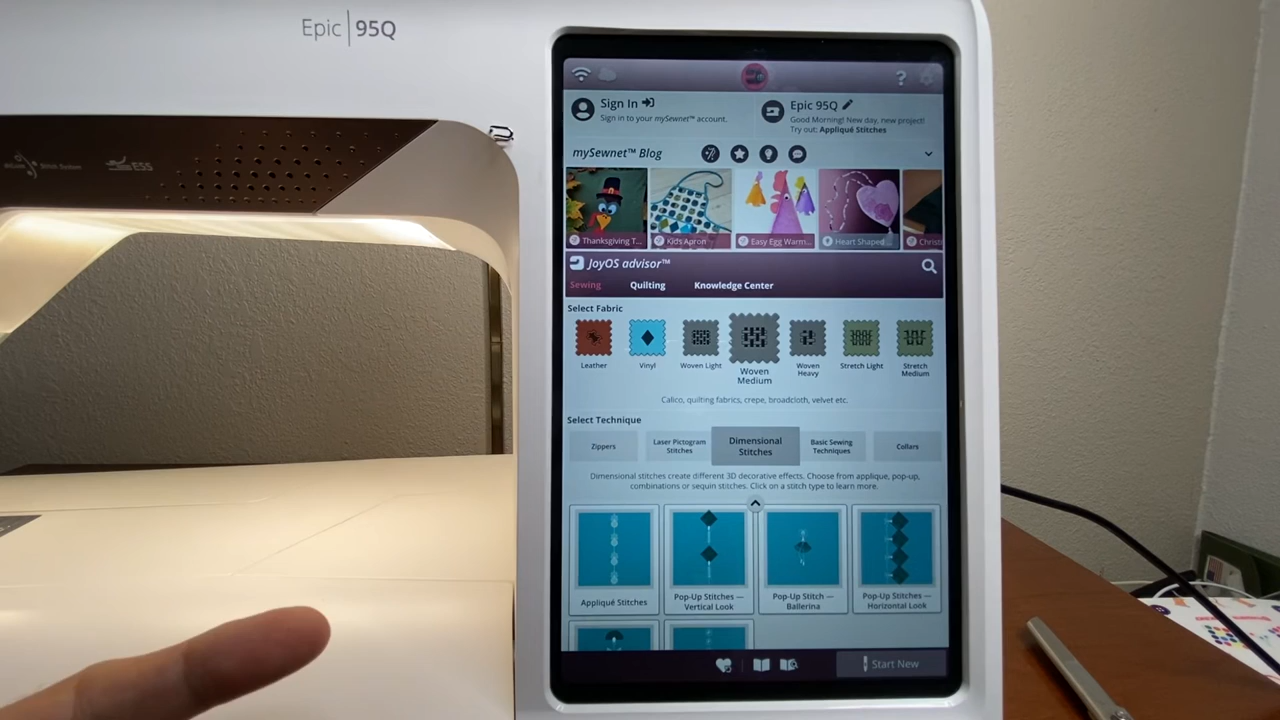 Epic | 95Q
ESS
?
Sign In
Sign in to your mySewnet™ account.
Epic 95Q
Good Morning! New day, new project!
Try out: Appliqué Stitches
mySewnet™ Blog
Thanksgiving T...
Kids Apron
Easy Egg Warm...
Heart Shaped ...
Christi
JoyOS advisor™
Sewing
Quilting
Knowledge Center
Select Fabric
Leather
Vinyl
Woven Light
Woven
Medium
Woven
Heavy
Stretch Light
Stretch
Medium
Calico, quilting fabrics, crepe, broadcloth, velvet etc.
Select Technique
Zippers
Laser Pictogram
Stitches
Dimensional
Stitches
Basic Sewing
Techniques
Collars
Dimensional stitches create different 3D decorative effects. Choose from applique, pop-up,
combinations or sequin stitches. Click on a stitch type to learn more.
Appliqué Stitches
Pop-Up Stitches —
Vertical Look
Pop-Up Stitch —
Ballerina
Pop-Up Stitches —
Horizontal Look
Start New